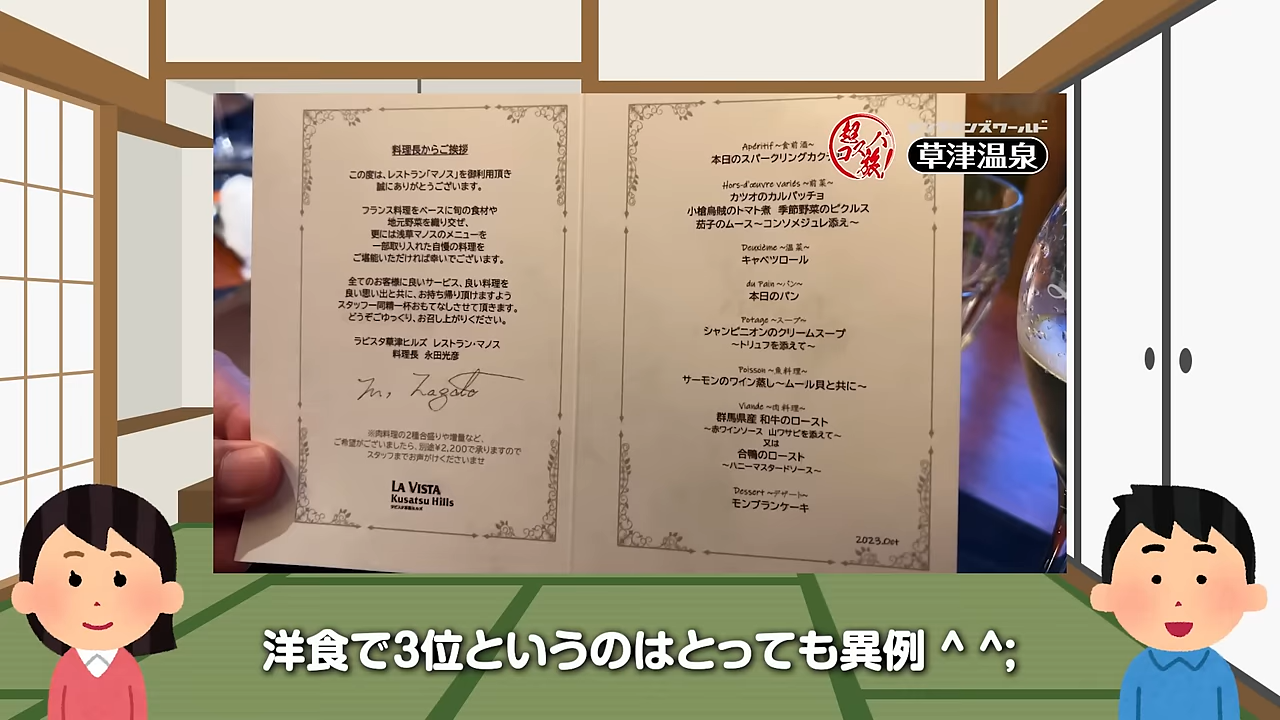 料理長からご挨拶
この度は、レストラン「マノス」を御利用頂き
誠にありがとうございます。
フランス料理をベースに旬の食材や
地元野菜を織り交ぜ、
更には浅草マノスのメニューを
一部取り入れた自慢の料理を
ご堪能いただければ幸いでございます。
全てのお客様に良いサービス、良い料理を
良い思い出と共に、お持ち帰り頂けますよう
スタッフ一同精一杯おもてなしさせて頂きます。
どうぞごゆっくり、お召し上がりください。
ラビスタ草津ヒルズ レストラン・マノス
料理長 永田光彦
※肉料理の2種合盛りや増量など、
ご希望がございましたら、別途¥2,200で承りますので
スタッフまでお声がけくださいませ
LA VISTA
Kusatsu Hills
ラビスタ草津ヒルズ
Apéritif ～食前酒～
本日のスパークリングカク
Hors-d'œuvre variés ～前菜～
カツオのカルパッチョ
小槍烏賊のトマト煮 季節野菜のピクルス
茄子のムース～コンソメジュレ添え～
Deuxième ～温菜～
キャベツロール
du Pain ～パン～
本日のパン
Potage ～スープ～
シャンピニオンのクリームスープ
～トリュフを添えて～
Poisson ～魚料理～
サーモンのワイン蒸し～ムール貝と共に～
Viande ～肉料理～
群馬県産 和牛のロースト
～赤ワインソース 山ワサビを添えて～
又は
合鴨のロースト
～ハニーマスタードソース～
Dessert ～デザート～
モンブランケーキ
2023.Oct
超コスパ旅!
ンズワールド
草津温泉
洋食で3位というのはとっても異例 ^ ^;